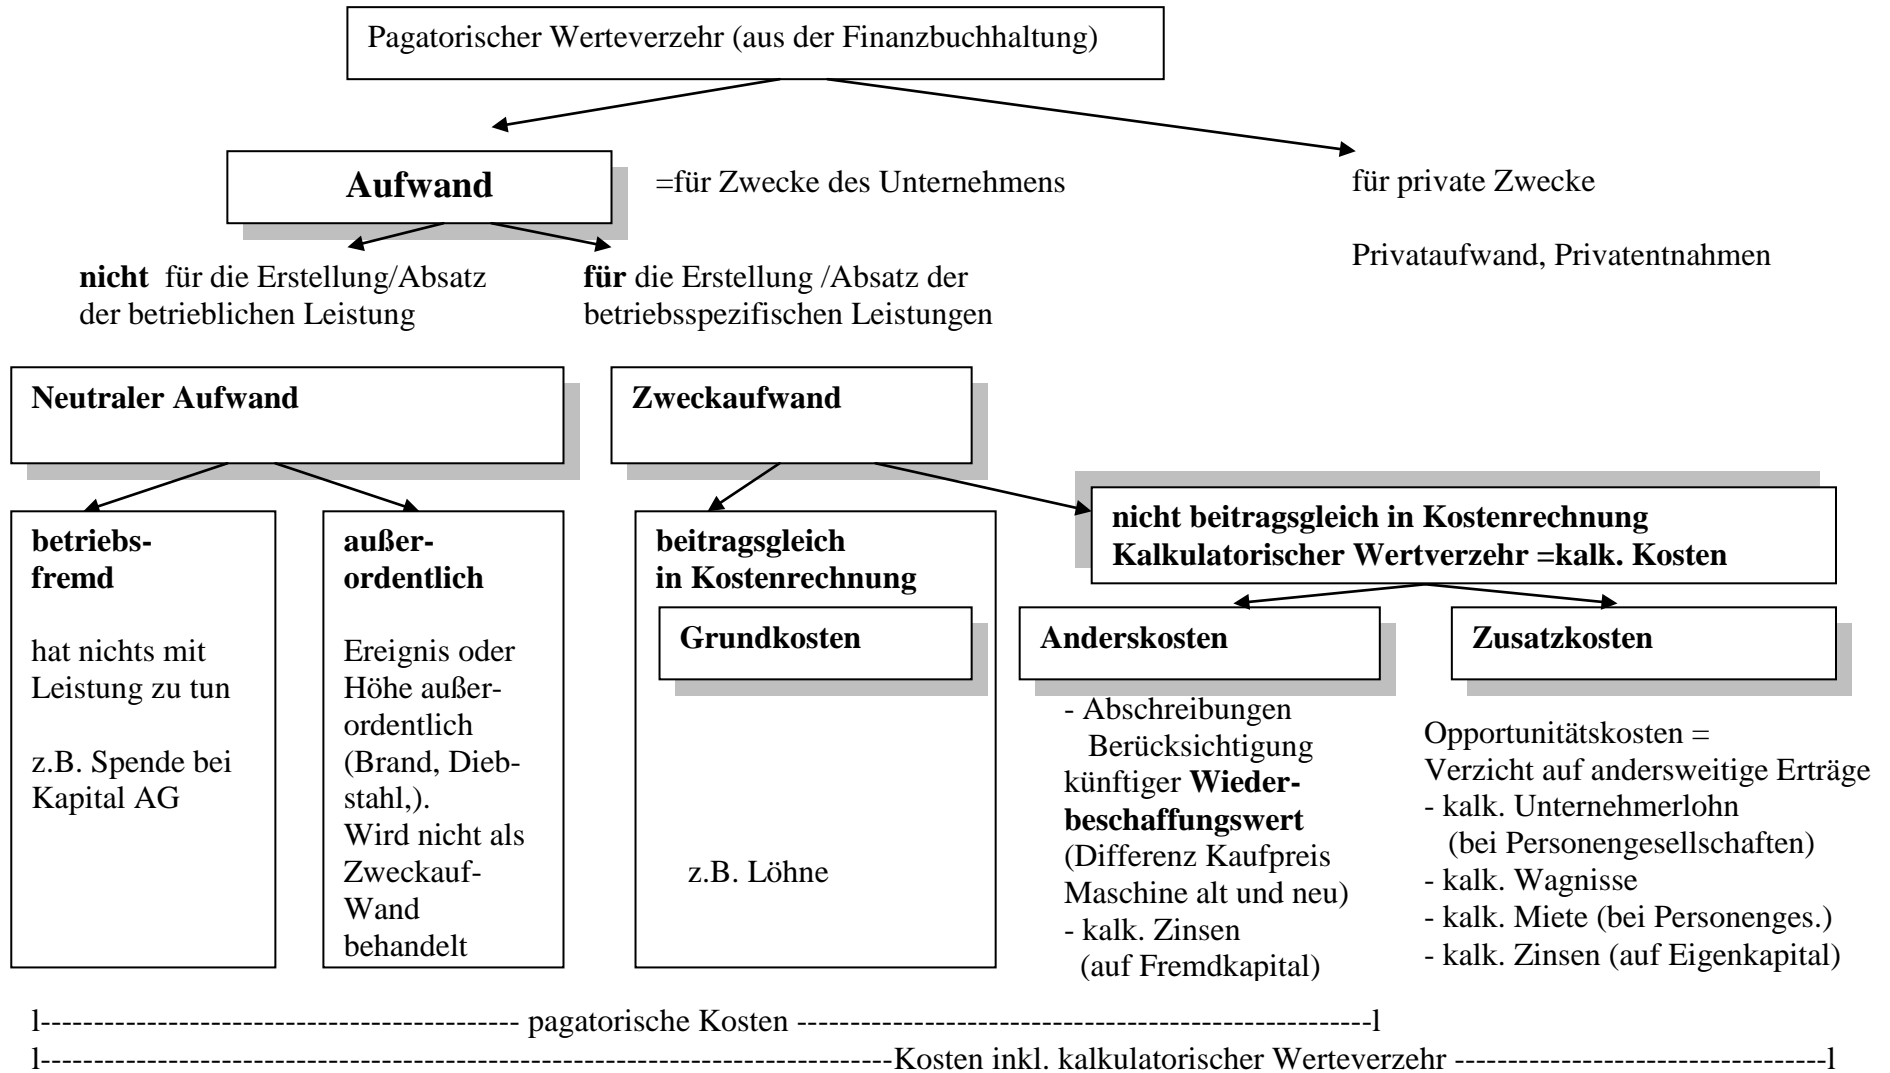 Pagatorischer Werteverzehr (aus der Finanzbuchhaltung)
Aufwand
=für Zwecke des Unternehmens
für private Zwecke
Privataufwand, Privatentnahmen
nicht für die Erstellung/Absatz
der betrieblichen Leistung
für die Erstellung /Absatz der
betriebsspezifischen Leistungen
Neutraler Aufwand
Zweckaufwand
betriebs-
fremd
hat nichts mit
Leistung zu tun
z.B. Spende bei
Kapital AG
außer-
ordentlich
Ereignis oder
Höhe außer-
ordentlich
(Brand, Dieb-
stahl,).
Wird nicht als
Zweckauf-
Wand
behandelt
beitragsgleich
in Kostenrechnung
Grundkosten
z.B. Löhne
nicht beitragsgleich in Kostenrechnung
Kalkulatorischer Wertverzehr =kalk. Kosten
Anderskosten
- Abschreibungen
Berücksichtigung
künftiger Wieder-
beschaffungswert
(Differenz Kaufpreis
Maschine alt und neu)
- kalk. Zinsen
(auf Fremdkapital)
Zusatzkosten
Opportunitätskosten =
Verzicht auf andersweitige Erträge
- kalk. Unternehmerlohn
(bei Personengesellschaften)
- kalk. Wagnisse
- kalk. Miete (bei Personenges.)
- kalk. Zinsen (auf Eigenkapital)
l--------------------------------------------- pagatorische Kosten ------------------------------------------------------l
l--------------------------------------------------------------------------------Kosten inkl. kalkulatorischer Werteverzehr -----------------------------------l